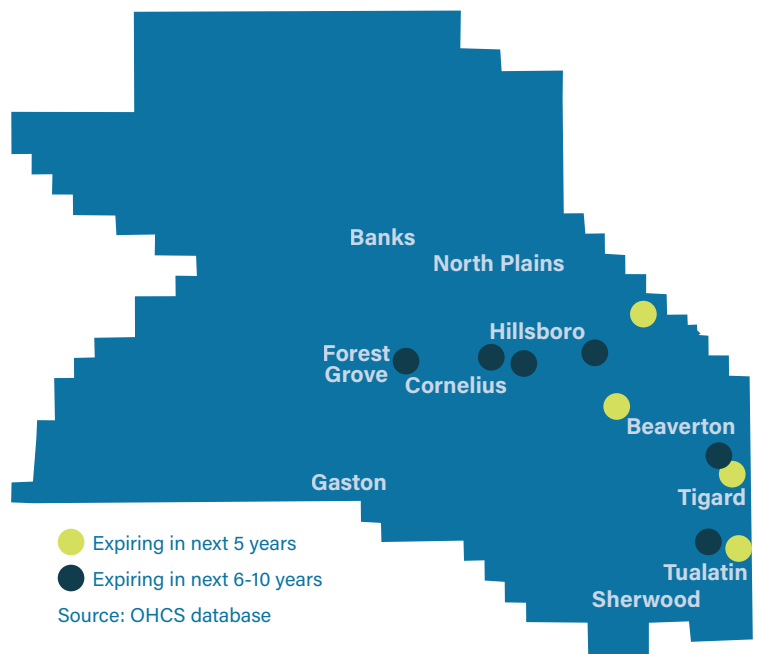 Banks
North Plains
Hillsboro
Forest
Grove
Cornelius
Beaverton
Gaston
Tigard
Expiring in next 5 years
Tualatin
Expiring in next 6-10 years
Sherwood
Source: OHCS database